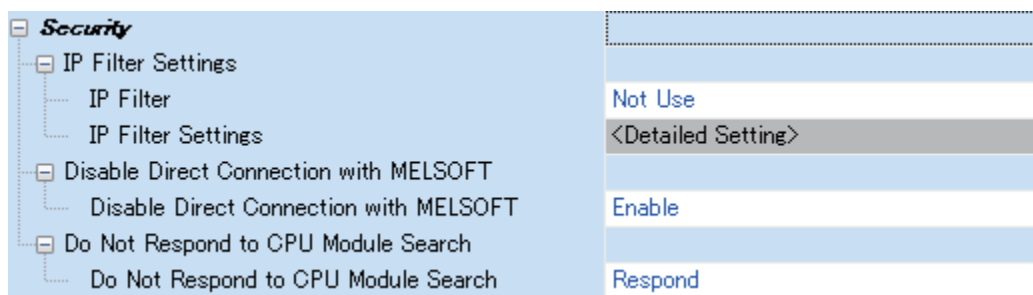 Security
IP Filter Settings
IP Filter Not Use
IP Filter Settings <Detailed Setting>
Disable Direct Connection with MELSOFT
Disable Direct Connection with MELSOFT Enable
Do Not Respond to CPU Module Search
Do Not Respond to CPU Module Search Respond